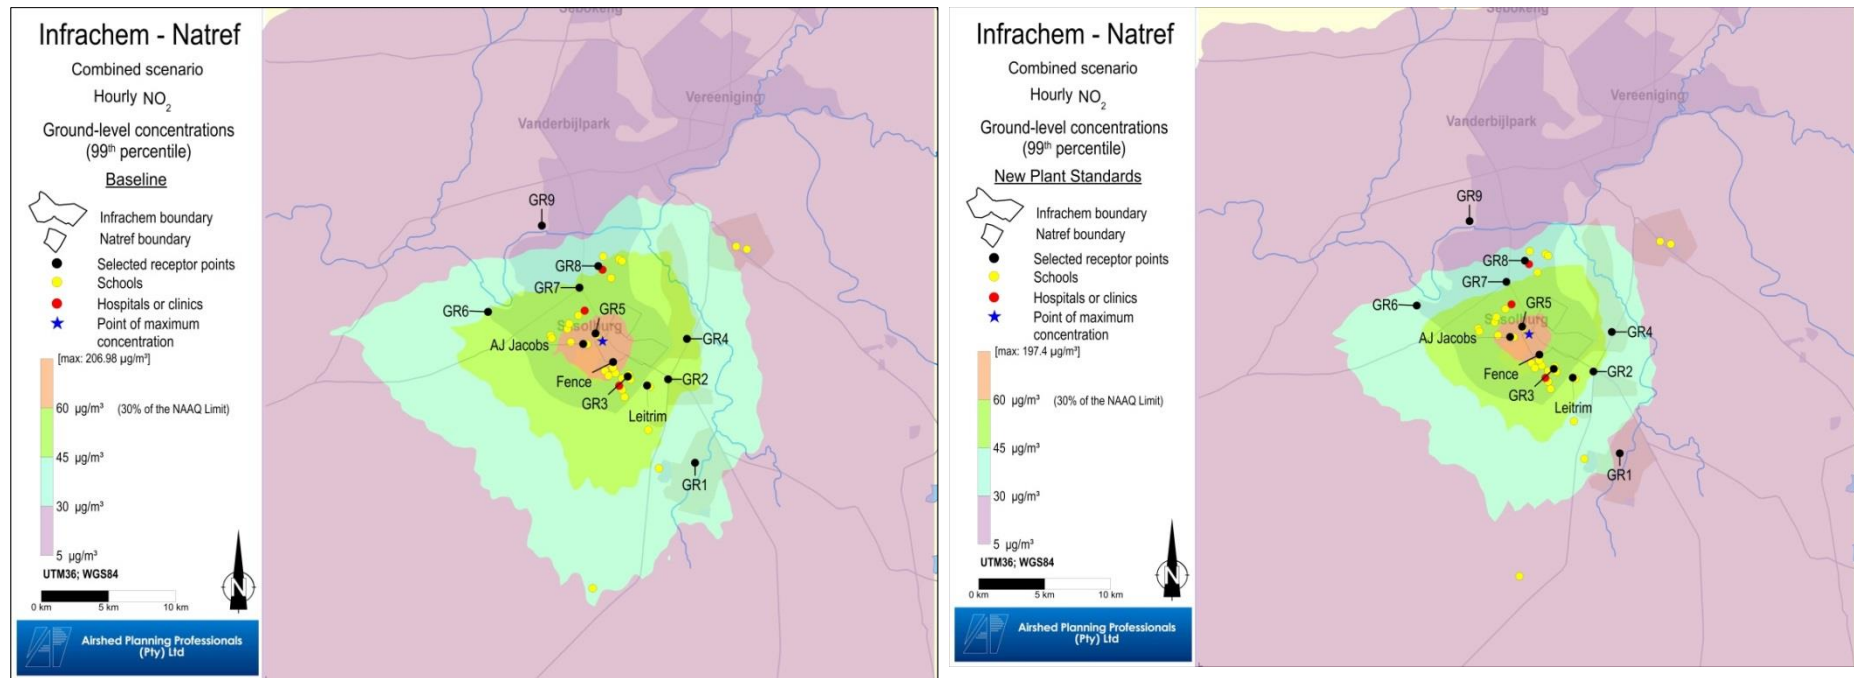 Infrachem - Natref
Combined scenario
Hourly NO2
Ground-level concentrations
(99th percentile)
Baseline
Infrachem boundary
Natref boundary
Selected receptor points
Schools
Hospitals or clinics
Point of maximum
concentration
[max: 206.98 µg/m³]
60 µg/m³ (30% of the NAAQ Limit)
45 µg/m³
30 µg/m³
5 µg/m³
UTM36; WGS84
0 km 5 km 10 km
N
Airshed Planning Professionals
(Pty) Ltd
Sebokeng
Vereeniging
Vanderbijlpark
GR9
GR8
GR7
GR6
GR5
Sasolburg
AJ Jacobs
GR4
Fence
GR2
GR3
Leitrim
GR1
Infrachem - Natref
Combined scenario
Hourly NO2
Ground-level concentrations
(99th percentile)
New Plant Standards
Infrachem boundary
Natref boundary
Selected receptor points
Schools
Hospitals or clinics
Point of maximum
concentration
[max: 197.4 µg/m³]
60 µg/m³ (30% of the NAAQ Limit)
45 µg/m³
30 µg/m³
5 µg/m³
UTM36; WGS84
0 km 5 km 10 km
N
Airshed Planning Professionals
(Pty) Ltd
Sebokeng
Vereeniging
Vanderbijlpark
GR9
GR8
GR7
GR6
GR5
Sasolburg
AJ Jacobs
GR4
Fence
GR2
GR3
Leitrim
GR1